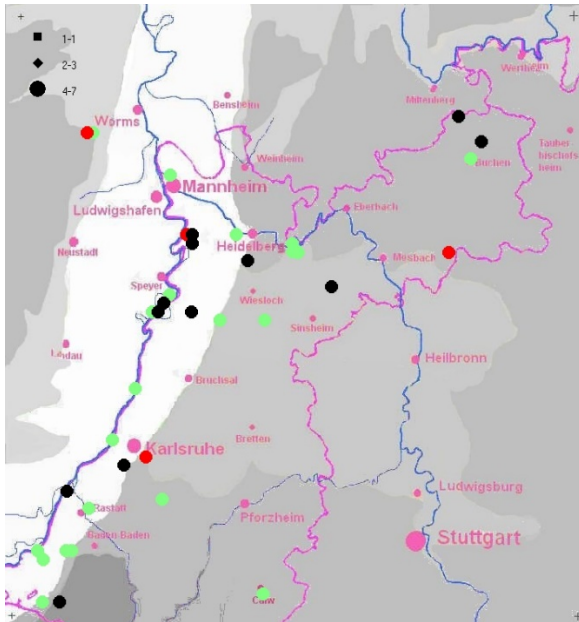 1-1
2-3
4-7
Wertheim
Miltenberg
Bensheim
Worms
Tauber
bischofs
heim
Buchen
Weinheim
Mannheim
Ludwigshafen
Eberbach
Heidelberg
Neustadt
Mosbach
Speyer
Wiesloch
Sinsheim
Landau
Heilbronn
Bruchsal
Bretten
Karlsruhe
Ludwigsburg
Rastatt
Pforzheim
Baden-Baden
Stuttgart
Calw